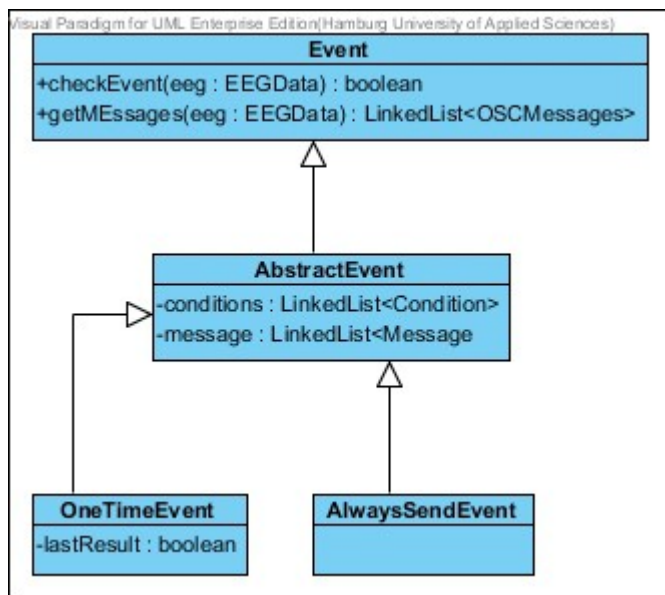 Visual Paradigm for UML Enterprise Edition(Hamburg University of Applied Sciences)
Event
+checkEvent(eeg : EEGData) : boolean
+getMEssages(eeg : EEGData) : LinkedList<OSCMessages>
AbstractEvent
-conditions : LinkedList<Condition>
-message : LinkedList<Message
OneTimeEvent
-lastResult : boolean
AlwaysSendEvent